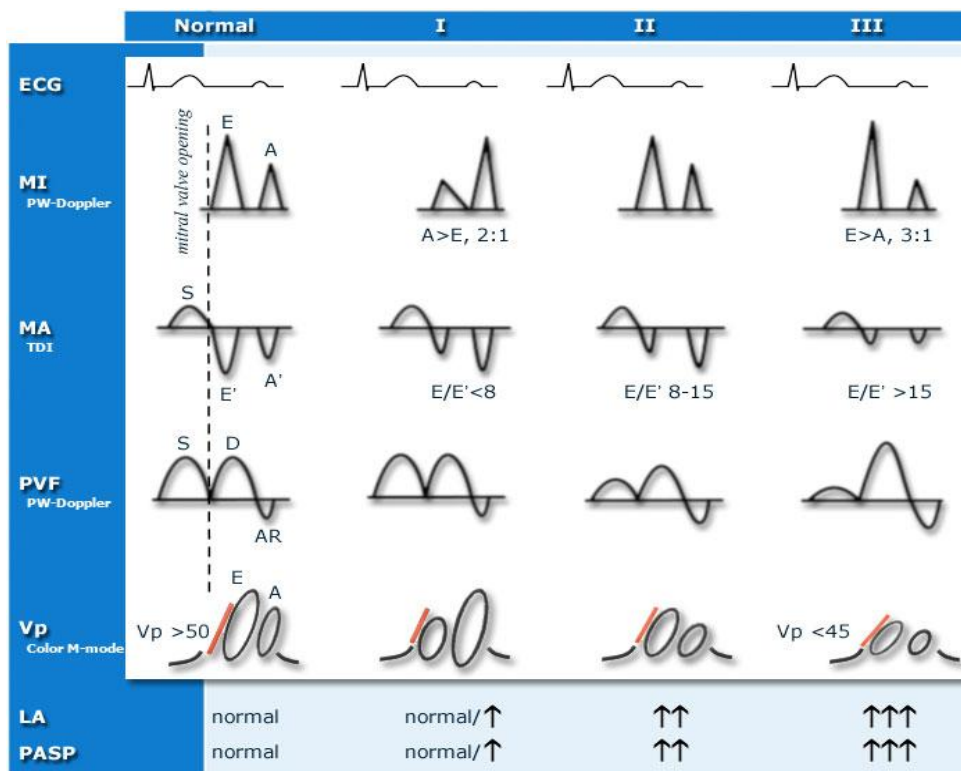 Normal I II III
ECG
E
A
mitral valve opening
MI
PW-Doppler
A>E, 2:1
E>A, 3:1
S
MA
TDI
E'
A'
E/E'<8
E/E' 8-15
E/E' >15
S
D
PVF
PW-Doppler
AR
E
A
Vp
Color M-mode
Vp >50
Vp <45
LA normal normal/↑ ↑↑ ↑↑↑
PASP normal normal/↑ ↑↑ ↑↑↑